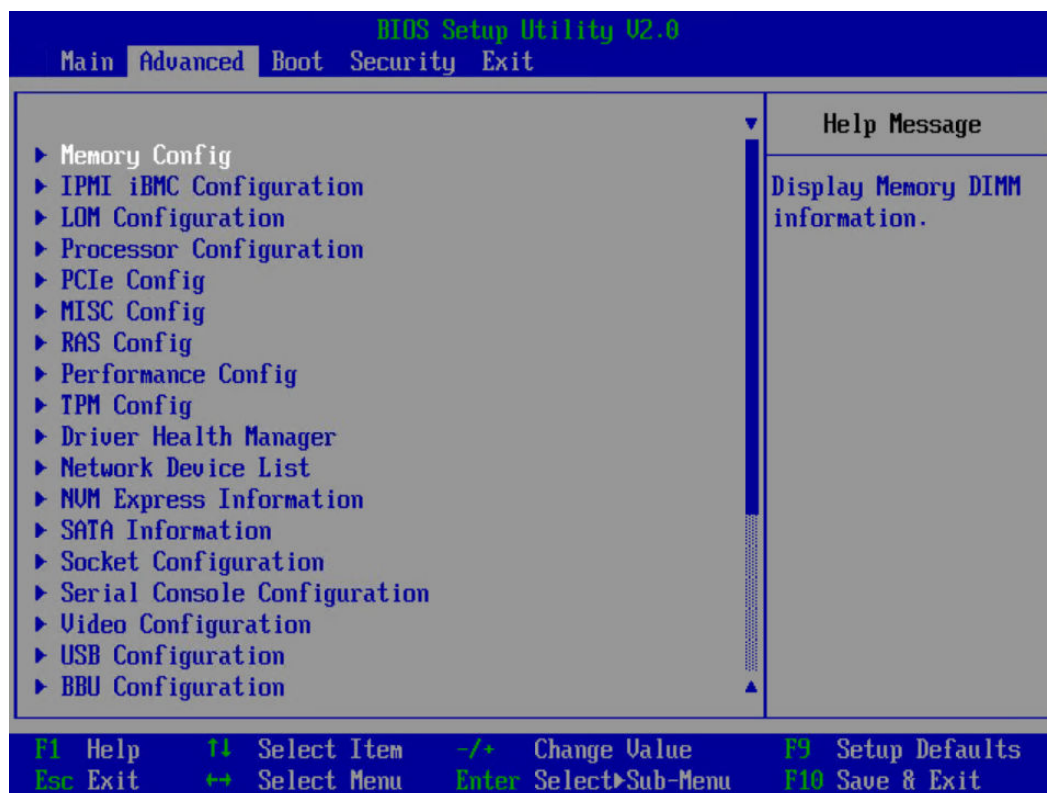 BIOS Setup Utility V2.0
Main Advanced Boot Security Exit
▶ Memory Config
▶ IPMI iBMC Configuration
▶ LOM Configuration
▶ Processor Configuration
▶ PCIe Config
▶ MISC Config
▶ RAS Config
▶ Performance Config
▶ TPM Config
▶ Driver Health Manager
▶ Network Device List
▶ NVM Express Information
▶ SATA Information
▶ Socket Configuration
▶ Serial Console Configuration
▶ Video Configuration
▶ USB Configuration
▶ BBU Configuration
Help Message
Display Memory DIMM
information.
F1 Help ↑↓ Select Item -/+ Change Value F9 Setup Defaults
Esc Exit ↔ Select Menu Enter Select▶Sub-Menu F10 Save & Exit